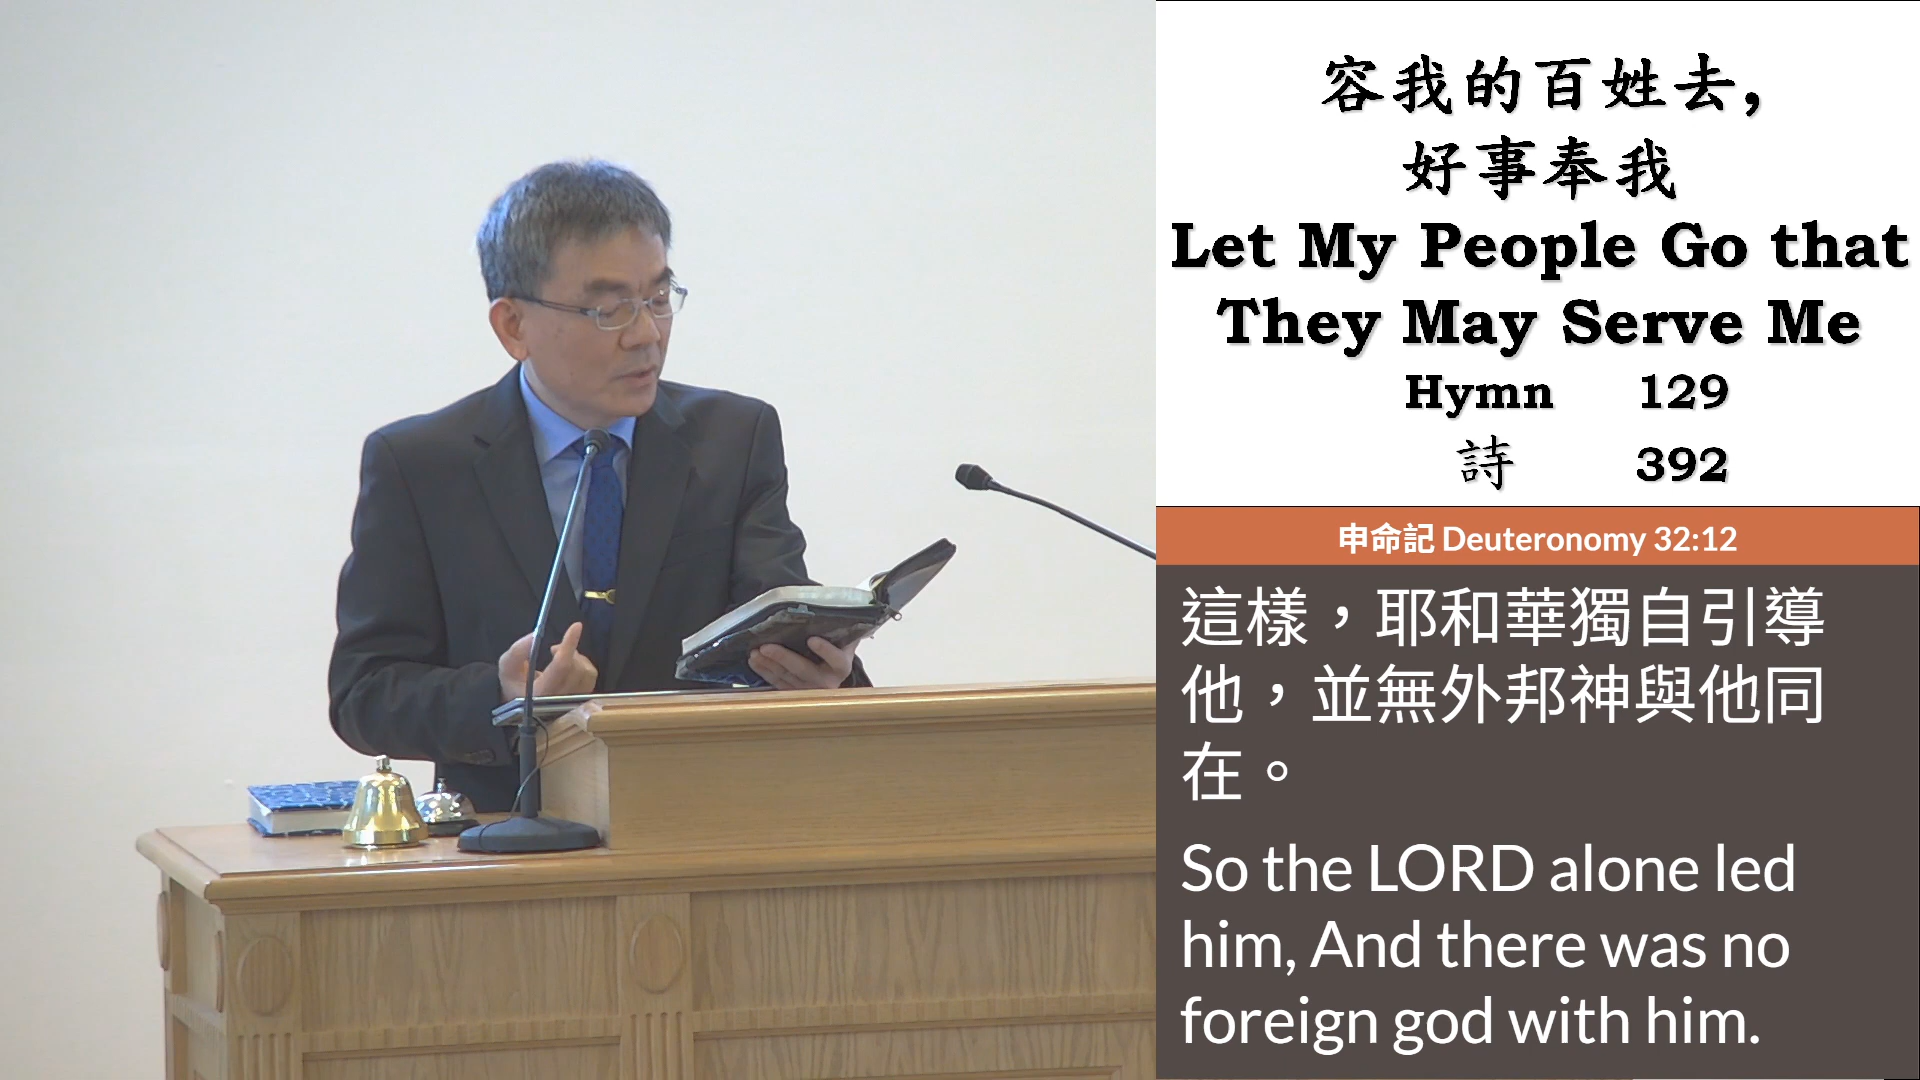 容我的百姓去,
好事奉我
Let My People Go that
They May Serve Me
Hymn 129
詩 392
申命記 Deuteronomy 32:12
這樣，耶和華獨自引導
他，並無外邦神與他同
在。
So the LORD alone led
him, And there was no
foreign god with him.